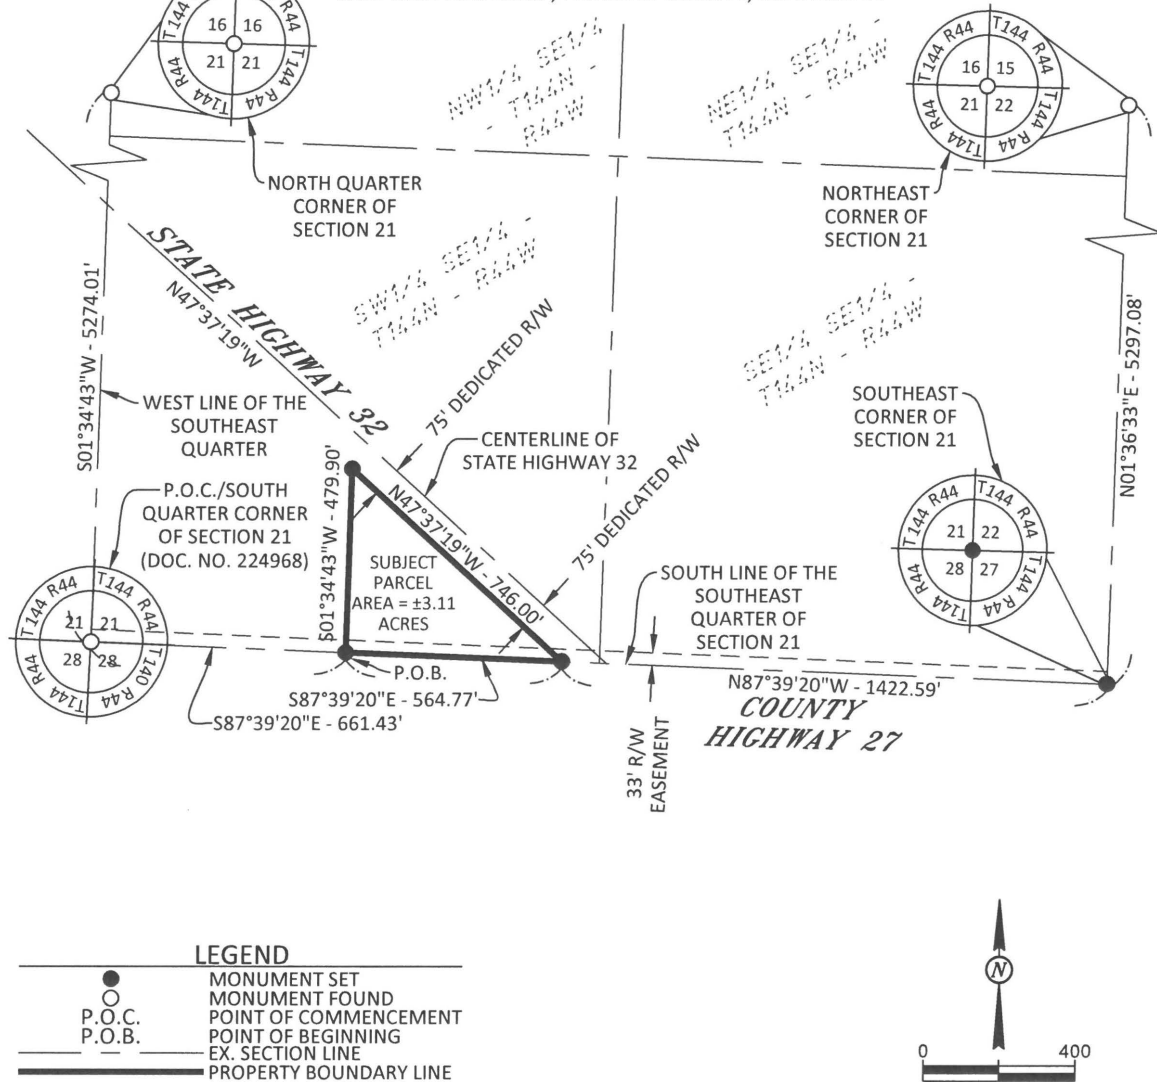 16 16
21 21
T144 R44
T144 R44
T144 R44
R44
T144 R44 T144 R44
T144 R44 T144 R44
16 15
21 22
NW1/4 SE1/4
- T144N -
R44W
NE1/4 SE1/4
T144N - R44W
NORTH QUARTER
CORNER OF
SECTION 21
NORTHEAST
CORNER OF
SECTION 21
STATE HIGHWAY 32
N47°37'19"W
SW1/4 SE1/4 -
T144N - R44W
SE1/4 SE1/4 -
T144N - R44W
S01°34'43"W - 5274.01'
N01°36'33"E - 5297.08'
WEST LINE OF THE
SOUTHEAST
QUARTER
75' DEDICATED R/W
CENTERLINE OF
STATE HIGHWAY 32
75' DEDICATED R/W
SOUTHEAST
CORNER OF
SECTION 21
P.O.C./SOUTH
QUARTER CORNER
OF SECTION 21
(DOC. NO. 224968)
S01°34'43"W - 479.90'
N47°37'19"W - 746.00'
SUBJECT
PARCEL
AREA = ±3.11
ACRES
T144 R44 T144 R44
T144 R44 T144 R44
21 22
28 27
SOUTH LINE OF THE
SOUTHEAST
QUARTER OF
SECTION 21
T144 R44 T144 R44
T144 R44 T140 R44
21 21
28 28
P.O.B.
S87°39'20"E - 564.77'
S87°39'20"E - 661.43'
N87°39'20"W - 1422.59'
COUNTY
HIGHWAY 27
33' R/W
EASEMENT
LEGEND
MONUMENT SET
MONUMENT FOUND
P.O.C. POINT OF COMMENCEMENT
P.O.B. POINT OF BEGINNING
EX. SECTION LINE
PROPERTY BOUNDARY LINE
N
0 400